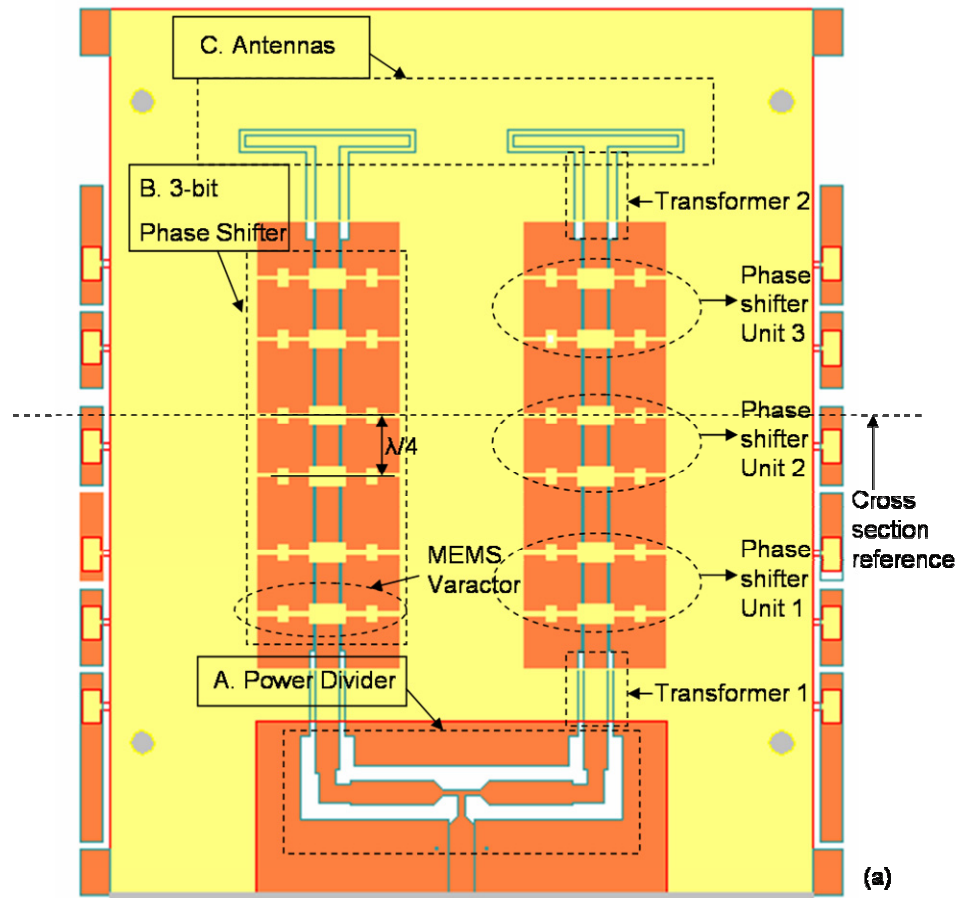 C. Antennas
B. 3-bit
Phase Shifter
Transformer 2
Phase
shifter
Unit 3
λ/4
Phase
shifter
Unit 2
Cross
section
reference
MEMS
Varactor
Phase
shifter
Unit 1
A. Power Divider
Transformer 1
(a)